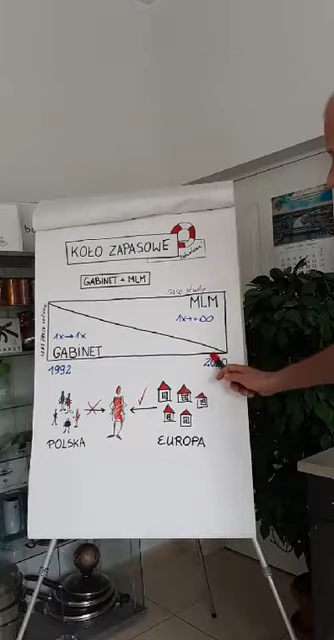 KOŁO ZAPASOWE
GABINET + MLM
MLM
1x→∞
1x→1x
GABINET
1992
POLSKA
EUROPA